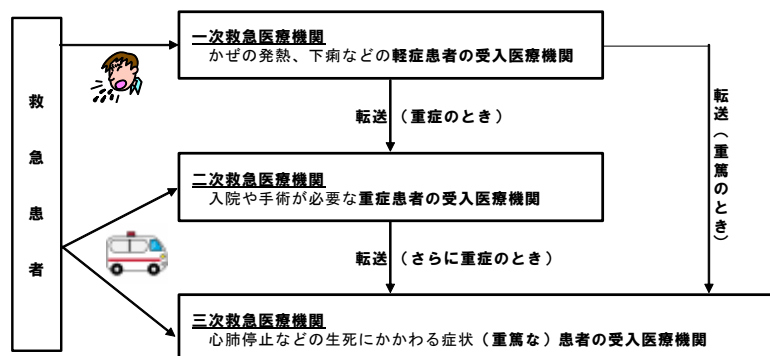 救急患者
一次救急医療機関
かぜの発熱、下痢などの軽症患者の受入医療機関
転送（重症のとき）
転送（重篤のとき）
二次救急医療機関
入院や手術が必要な重症患者の受入医療機関
転送（さらに重症のとき）
三次救急医療機関
心肺停止などの生死にかかわる症状（重篤な）患者の受入医療機関